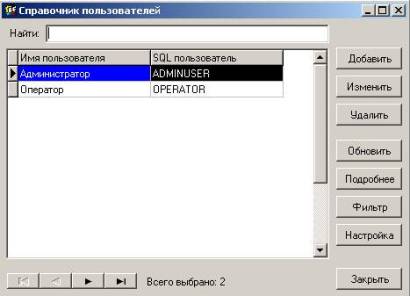 Справочник пользователей
Найти:
Имя пользователя SQL пользователь
Администратор ADMINUSER
Оператор OPERATOR
Добавить
Изменить
Удалить
Обновить
Подробнее
Фильтр
Настройка
Всего выбрано: 2
Закрыть